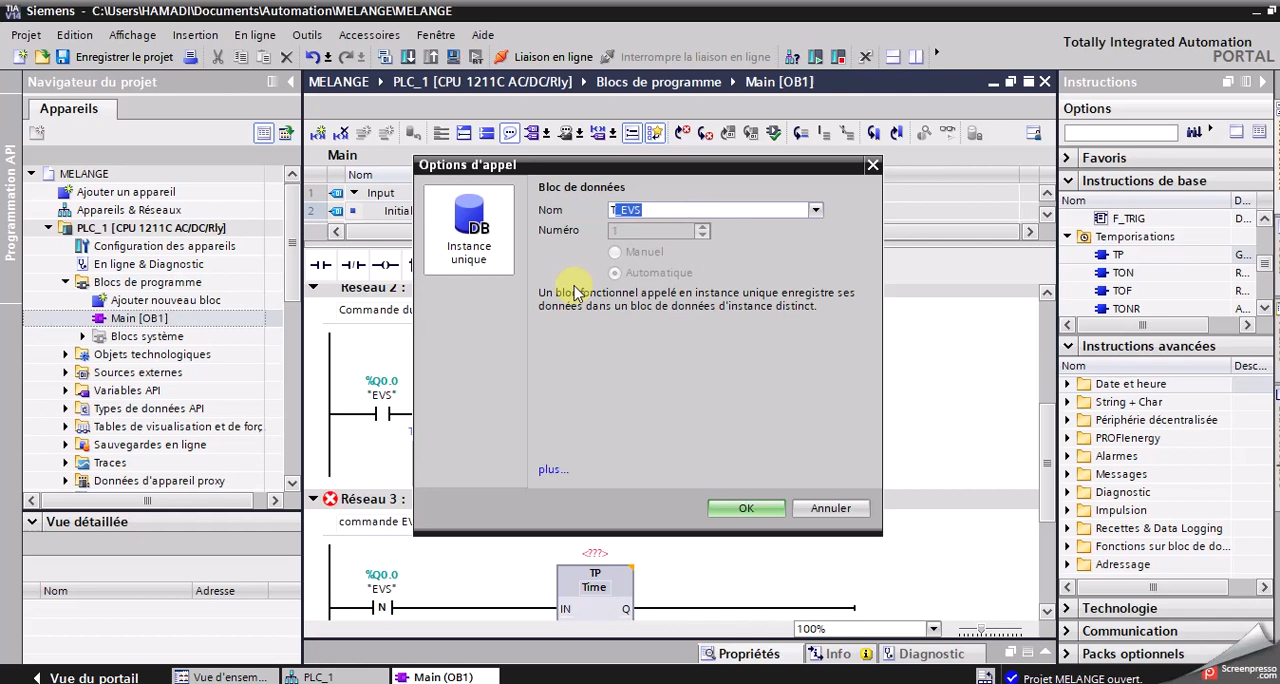 TIA
V14
Siemens - C:\Users\HAMADI\Documents\Automation\MELANGE\MELANGE
Projet Edition Affichage Insertion En ligne Outils Accessoires Fenêtre Aide
Totally Integrated Automation
PORTAL
Enregistrer le projet
Liaison en ligne
Interrompre la liaison en ligne
Navigateur du projet
MELANGE
PLC_1 [CPU 1211C AC/DC/Rly]
Blocs de programme
Main [OB1]
Instructions
Appareils
Options
Programmation API
MELANGE
Ajouter un appareil
Appareils & Réseaux
PLC_1 [CPU 1211C AC/DC/Rly]
Configuration des appareils
En ligne & Diagnostic
Blocs de programme
Ajouter nouveau bloc
Main [OB1]
Blocs système
Objets technologiques
Sources externes
Variables API
Types de données API
Tables de visualisation et de forç
Sauvegardes en ligne
Traces
Données d'appareil proxy
Vue détaillée
Nom Adresse
Main
Nom
1 Input
2 Initial
Réseau 2 :
Commande du
%Q0.0
"EVS"
Réseau 3 :
commande EV
%Q0.0
"EVS"
N
<???>
TP
Time
IN Q
100%
Options d'appel
DB
Instance
unique
Bloc de données
Nom T_EVS
Numéro 1
Manuel
Automatique
Un bloc fonctionnel appelé en instance unique enregistre ses
données dans un bloc de données d'instance distinct.
plus...
OK Annuler
Favoris
Instructions de base
Nom D...
F_TRIG D...
Temporisations
TP G...
TON R...
TOF R...
TONR A...
Instructions avancées
Nom Desc...
Date et heure
String + Char
Périphérie décentralisée
PROFIenergy
Alarmes
Messages
Diagnostic
Impulsion
Recettes & Data Logging
Fonctions sur bloc de do...
Adressage
Technologie
Communication
Packs optionnels
Propriétés Info Diagnostic
Vue du portail Vue d'ensem... PLC_1 Main (OB1)
Projet MELANGE ouvert.
Screenpresso
.com